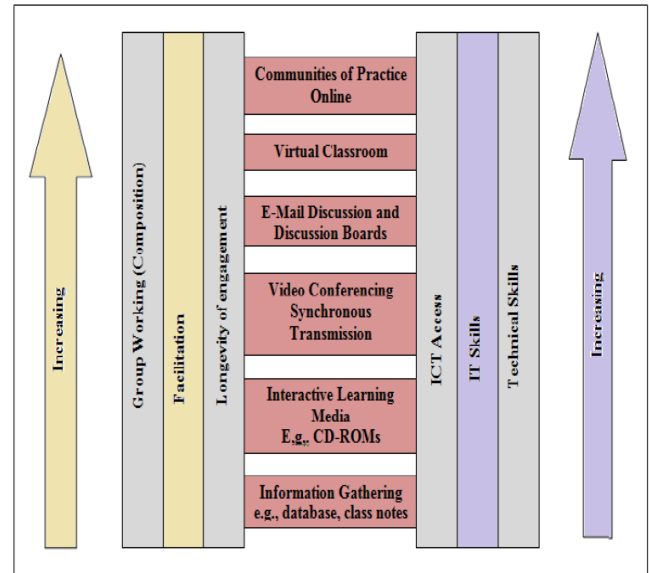 Increasing
Group Working (Composition)
Facilitation
Longevity of engagement
Communities of Practice
Online
Virtual Classroom
E-Mail Discussion and
Discussion Boards
Video Conferencing
Synchronous
Transmission
Interactive Learning
Media
E,g,. CD-ROMs
Information Gathering
e.g., database, class notes
ICT Access
IT Skills
Technical Skills
Increasing